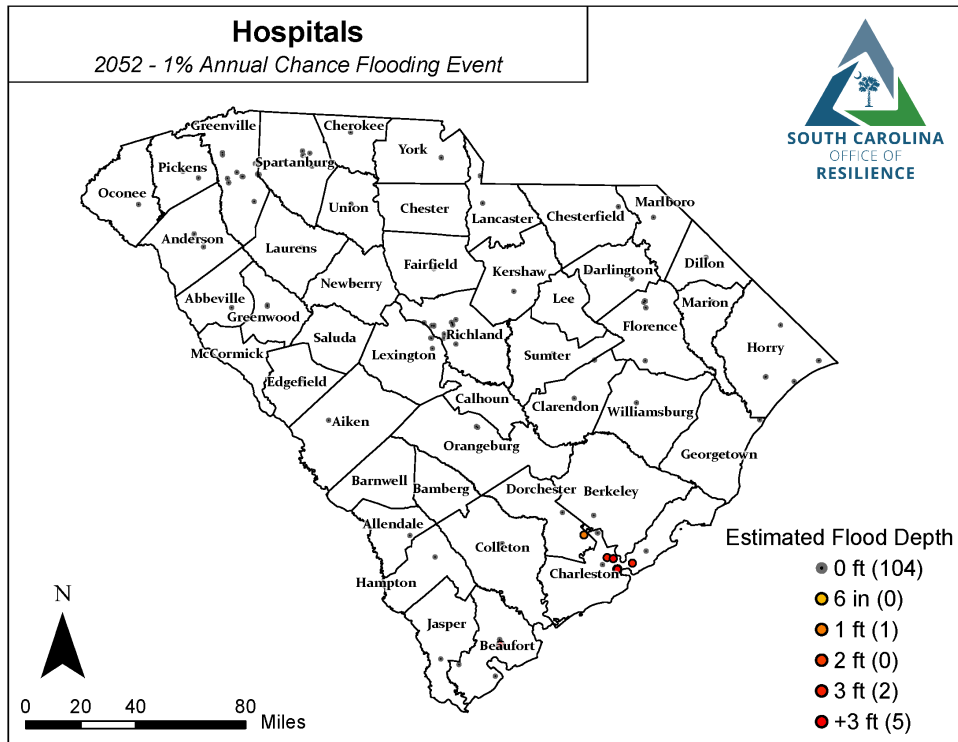 Hospitals
2052 - 1% Annual Chance Flooding Event
SOUTH CAROLINA
OFFICE OF
RESILIENCE
Greenville
Cherokee
York
Pickens
Spartanburg
Oconee
Union
Chester
Lancaster
Chesterfield
Marlboro
Anderson
Laurens
Fairfield
Kershaw
Darlington
Dillon
Newberry
Lee
Marion
Abbeville
Greenwood
Florence
Saluda
Richland
Horry
McCormick
Lexington
Sumter
Edgefield
Calhoun
Clarendon
Williamsburg
Aiken
Orangeburg
Georgetown
Barnwell
Bamberg
Dorchester
Berkeley
Allendale
Colleton
Charleston
Hampton
Jasper
Beaufort
Estimated Flood Depth
0 ft (104)
6 in (0)
1 ft (1)
2 ft (0)
3 ft (2)
+3 ft (5)
N
0 20 40 80
Miles